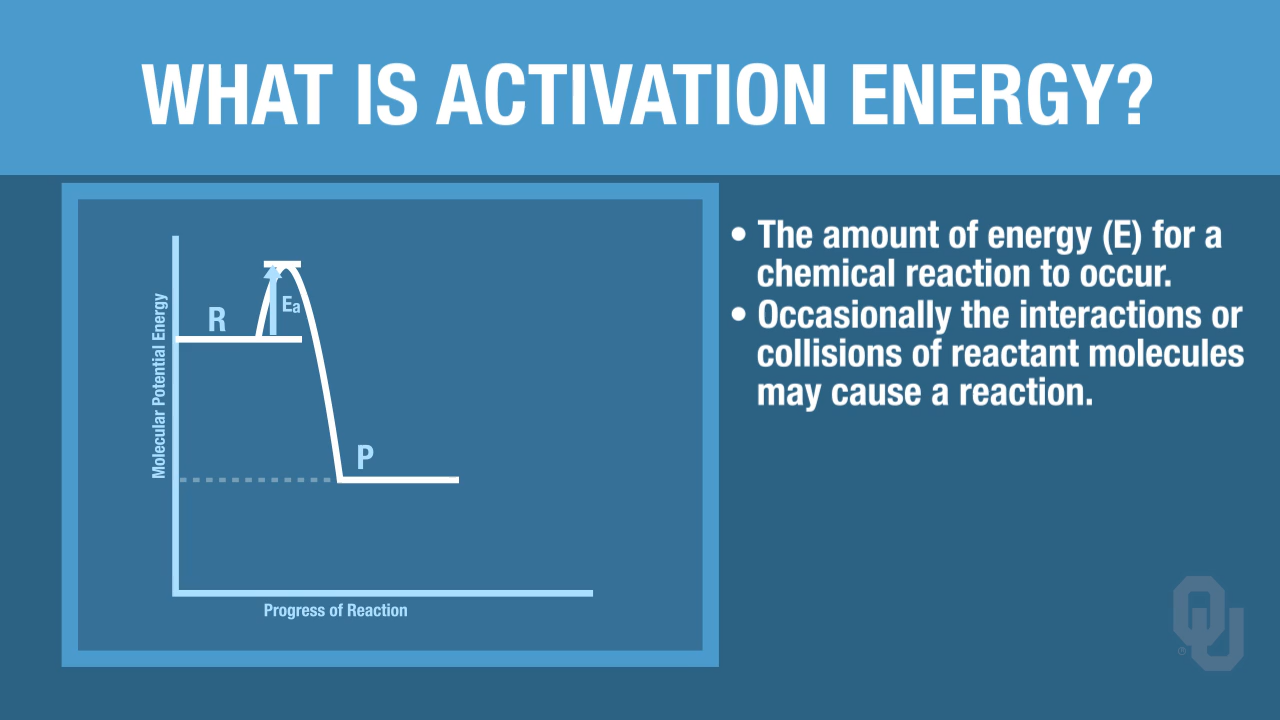 WHAT IS ACTIVATION ENERGY?
Molecular Potential Energy
R
Ea
P
Progress of Reaction
• The amount of energy (E) for a
chemical reaction to occur.
• Occasionally the interactions or
collisions of reactant molecules
may cause a reaction.
OU
®